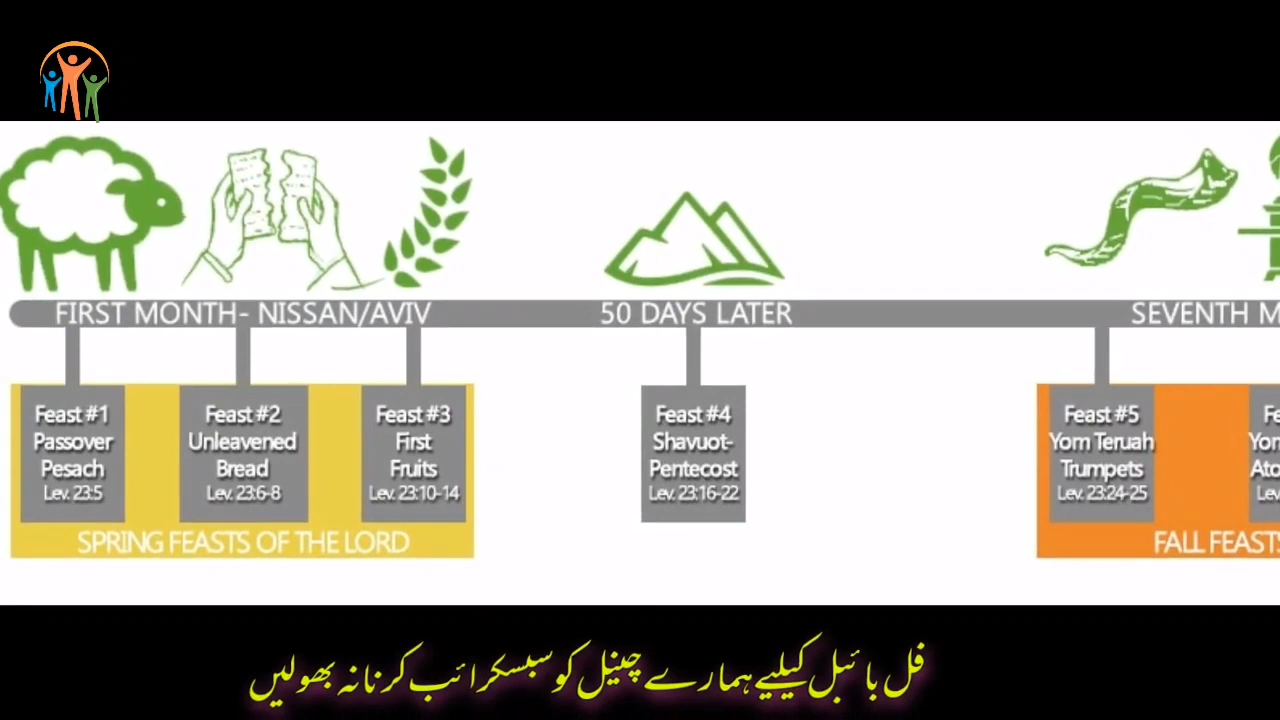 FIRST MONTH- NISSAN/AVIV
50 DAYS LATER
SEVENTH M
Feast #1
Passover
Pesach
Lev. 23:5
Feast #2
Unleavened
Bread
Lev. 23:6-8
Feast #3
First
Fruits
Lev. 23:10-14
SPRING FEASTS OF THE LORD
Feast #4
Shavuot-
Pentecost
Lev. 23:16-22
Feast #5
Yom Teruah
Trumpets
Lev. 23:24-25
FALL FEASTS
فل بائبل کیلیے ہمارے چینل کو سبسکرائب کرنا نہ بھولیں